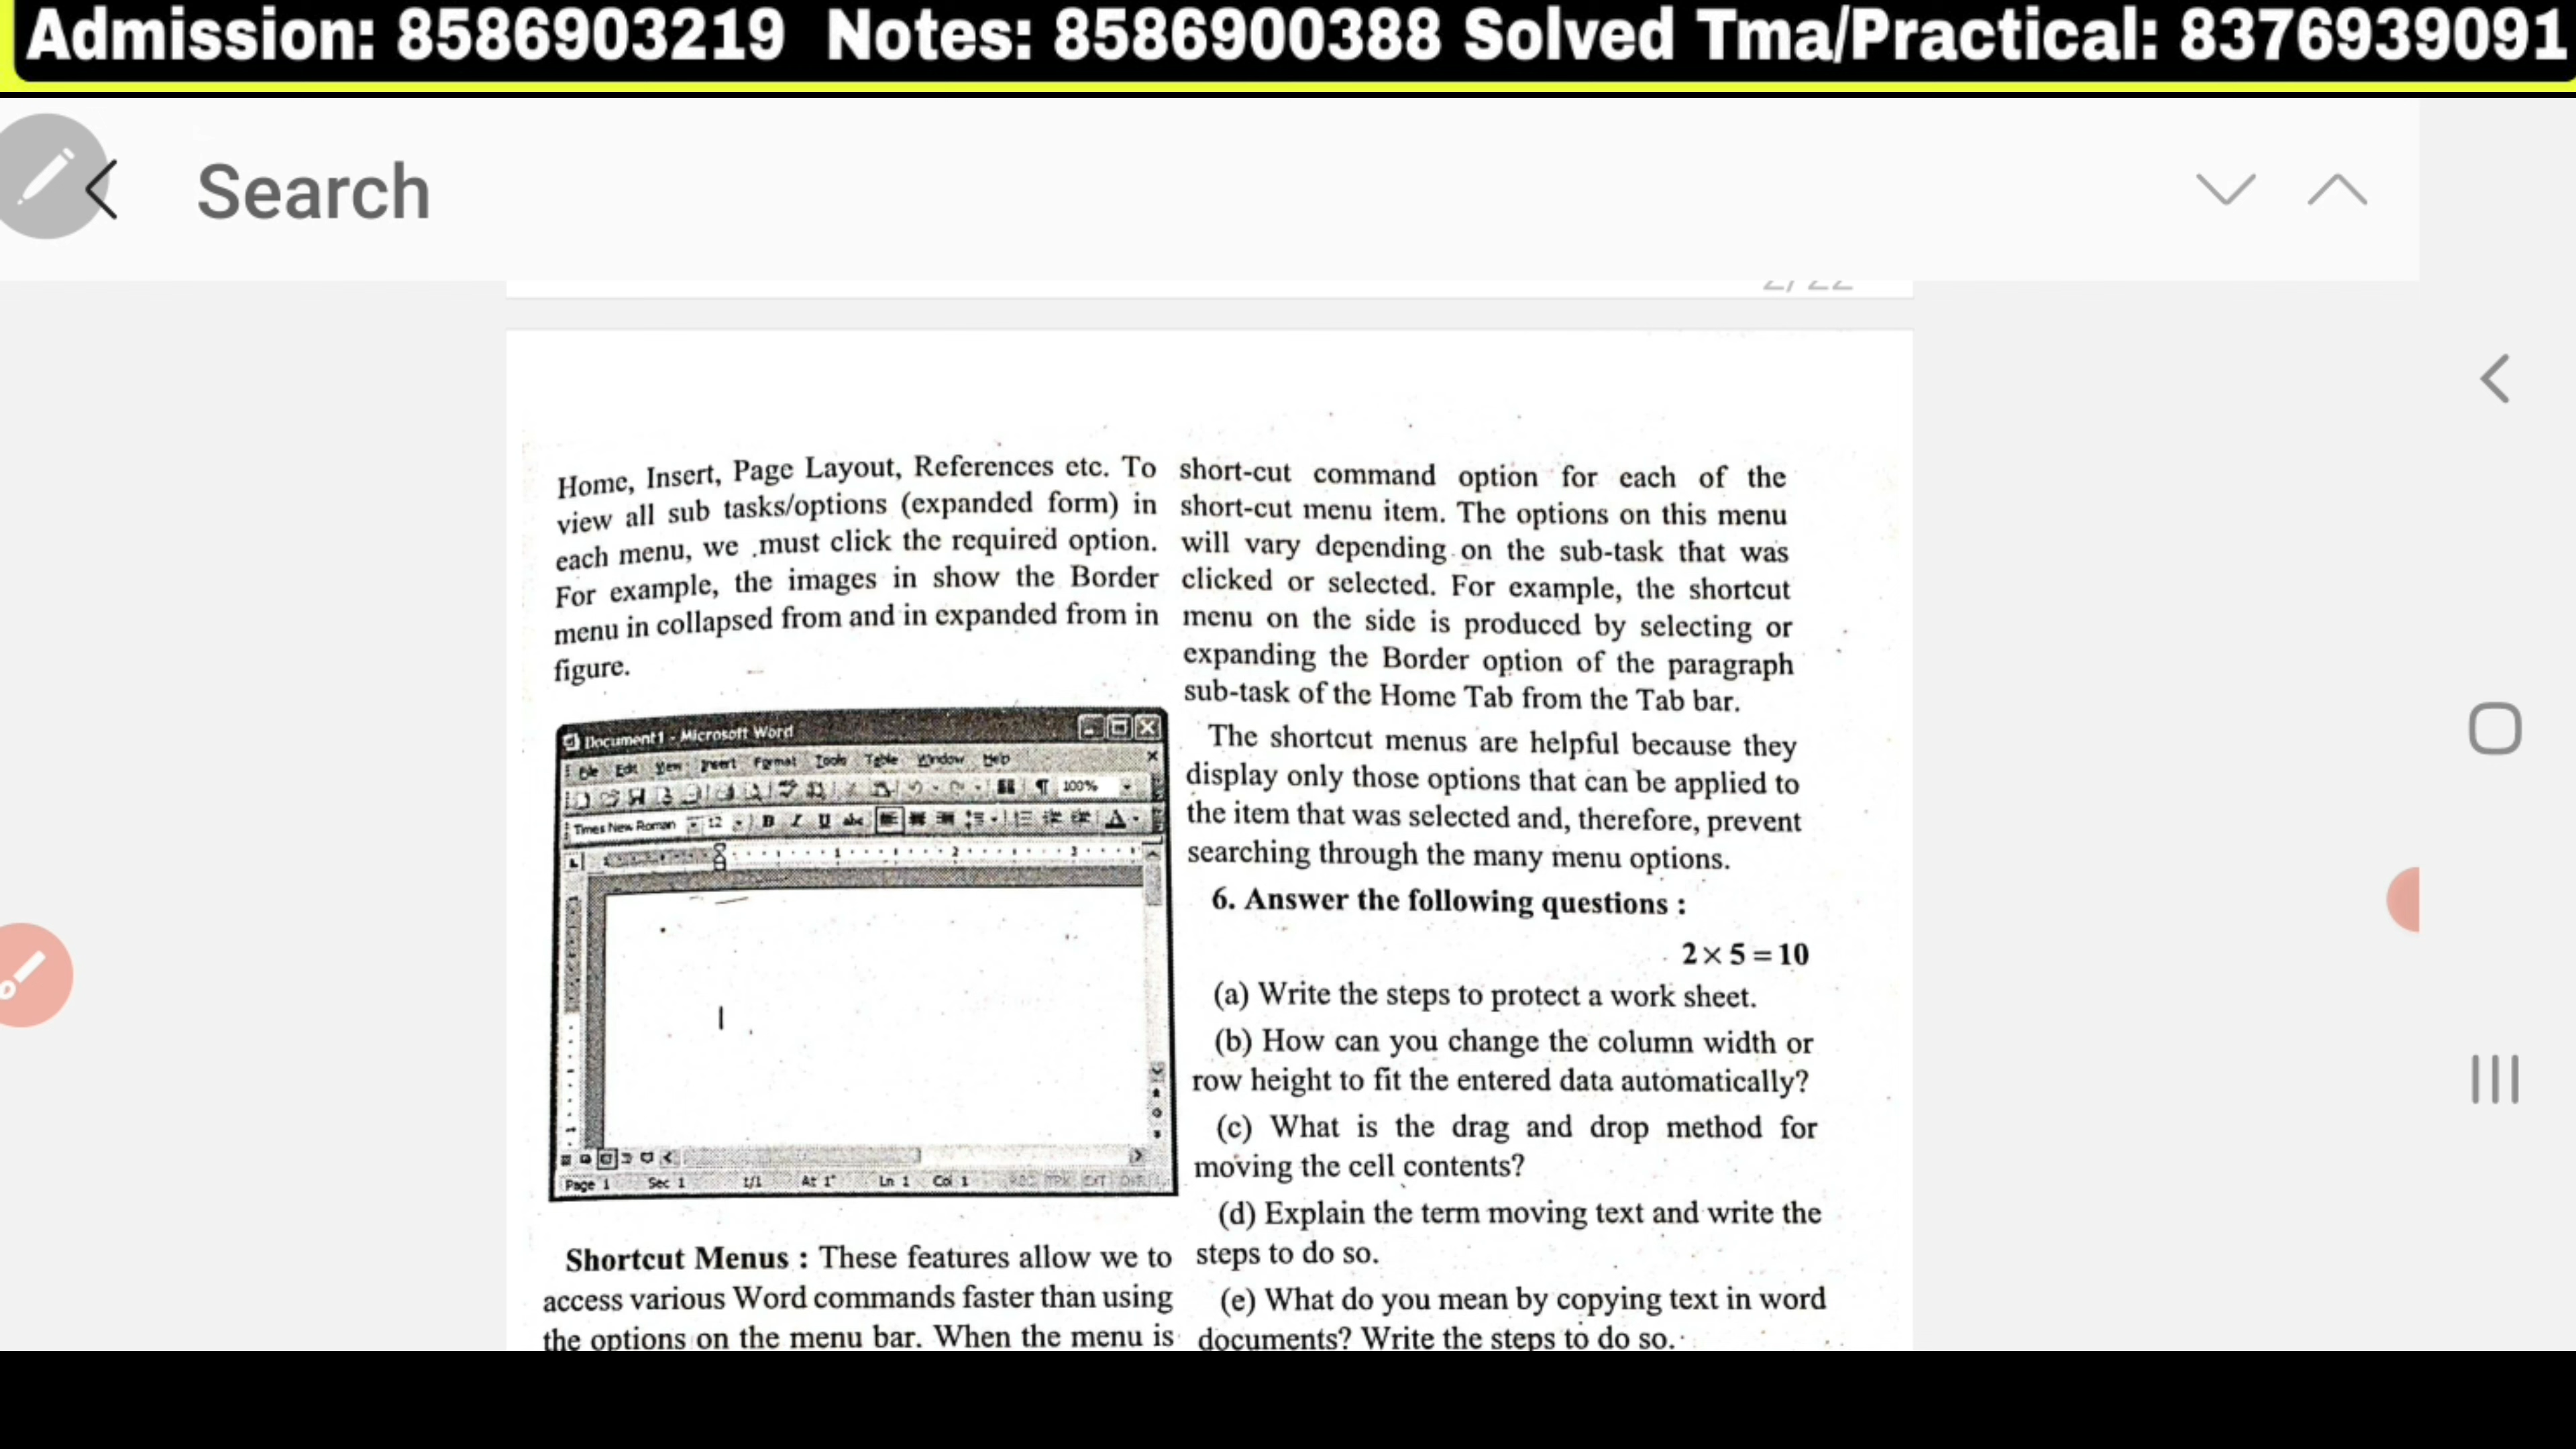 Admission: 8586903219 Notes: 8586900388 Solved Tma/Practical: 8376939091
Search
Home, Insert, Page Layout, References etc. To
view all sub tasks/options (expanded form) in
each menu, we must click the required option.
For example, the images in show the Border
menu in collapsed from and in expanded from in
figure.
Document1 - Microsoft Word
File Edit View Insert Format Tools Table Window Help
100%
Times New Roman 12 B I U abc
Page 1 Sec 1 1/1 At 1" Ln 1 Col 1 REC TRK EXT OVR
Shortcut Menus : These features allow we to
access various Word commands faster than using
the options on the menu bar. When the menu is
short-cut command option for each of the
short-cut menu item. The options on this menu
will vary depending on the sub-task that was
clicked or selected. For example, the shortcut
menu on the side is produced by selecting or
expanding the Border option of the paragraph
sub-task of the Home Tab from the Tab bar.
The shortcut menus are helpful because they
display only those options that can be applied to
the item that was selected and, therefore, prevent
searching through the many menu options.
6. Answer the following questions :
2 × 5 = 10
(a) Write the steps to protect a work sheet.
(b) How can you change the column width or
row height to fit the entered data automatically?
(c) What is the drag and drop method for
moving the cell contents?
(d) Explain the term moving text and write the
steps to do so.
(e) What do you mean by copying text in word
documents? Write the steps to do so.